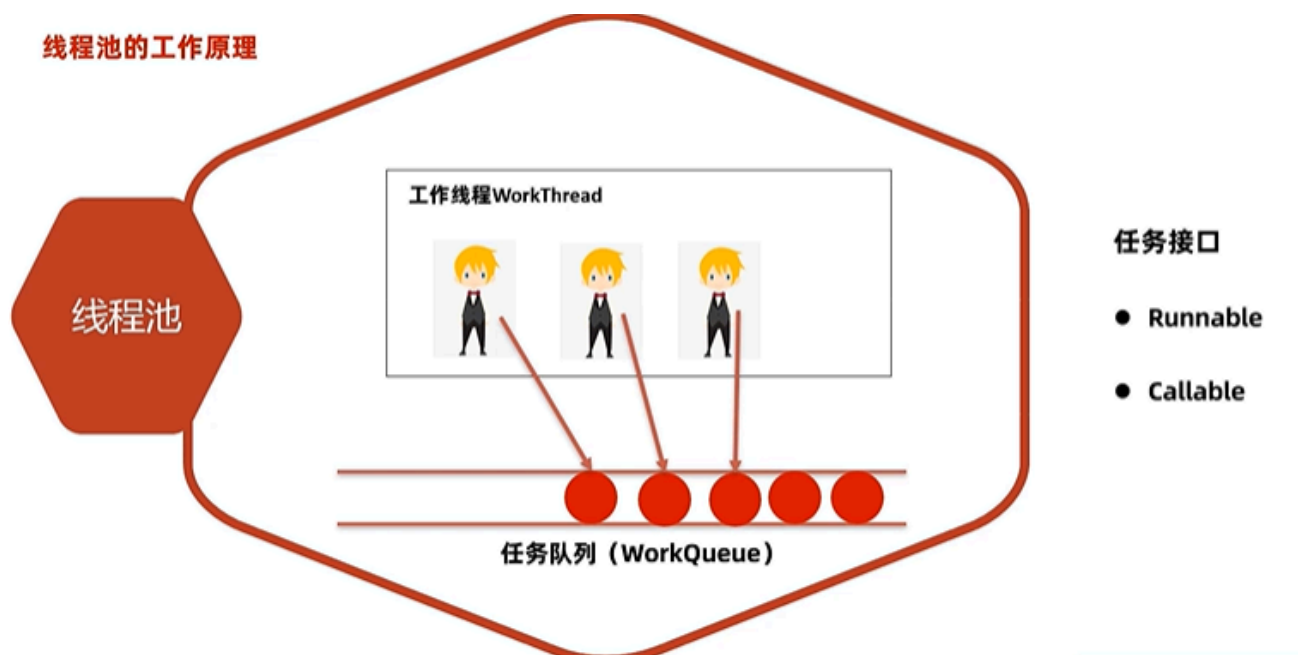 线程池的工作原理
线程池
工作线程WorkThread
任务队列（WorkQueue）
任务接口
● Runnable
● Callable